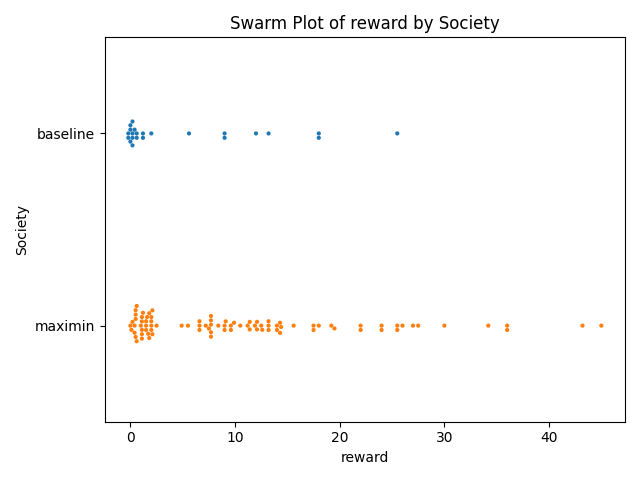 Swarm Plot of reward by Society
baseline
maximin
Society
0 10 20 30 40
reward